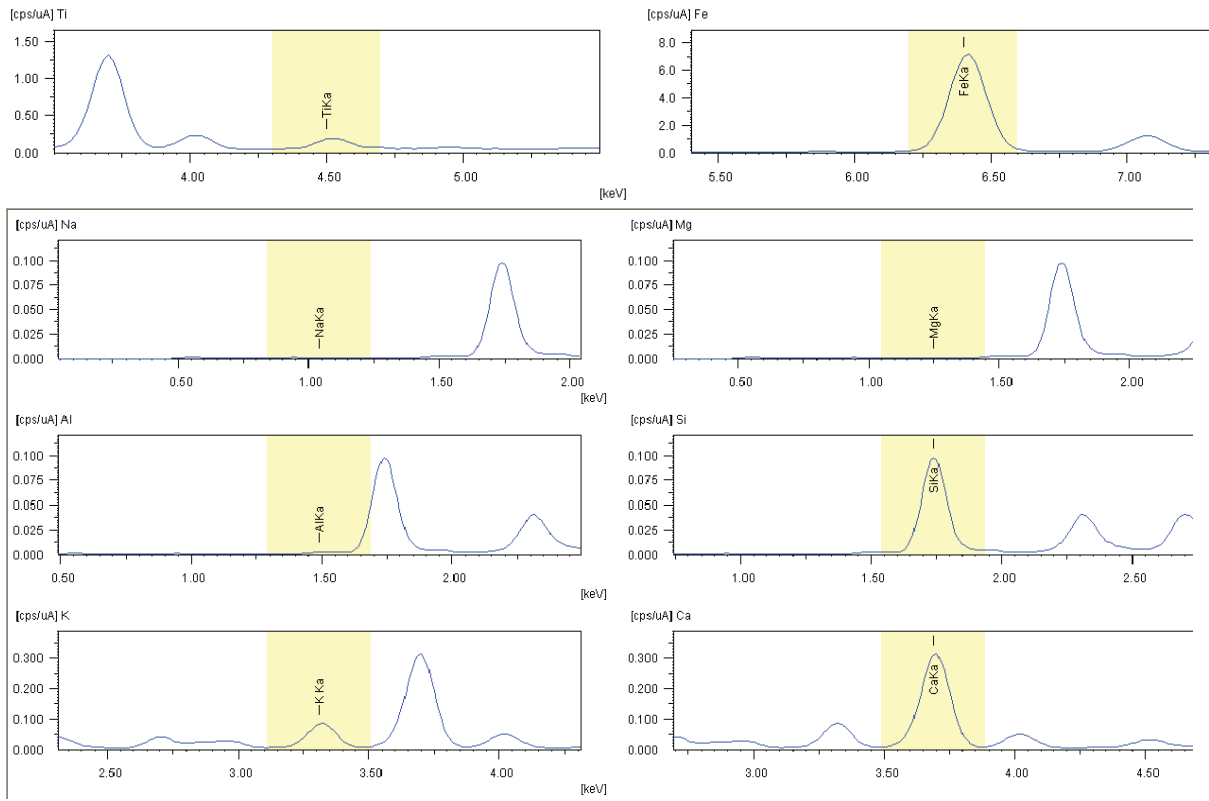 [cps/uA] Ti
1.50
1.00
0.50
0.00
TiKa
4.00 4.50 5.00
[keV]
[cps/uA] Fe
8.0
6.0
4.0
2.0
0.0
FeKa
5.50 6.00 6.50 7.00
[cps/uA] Na
0.100
0.075
0.050
0.025
0.000
NaKa
0.50 1.00 1.50 2.00
[keV]
[cps/uA] Mg
0.100
0.075
0.050
0.025
0.000
MgKa
0.50 1.00 1.50 2.00
[cps/uA] Al
0.100
0.075
0.050
0.025
0.000
AlKa
0.50 1.00 1.50 2.00
[keV]
[cps/uA] Si
0.100
0.075
0.050
0.025
0.000
SiKa
1.00 1.50 2.00 2.50
[cps/uA] K
0.300
0.200
0.100
0.000
K Ka
2.50 3.00 3.50 4.00
[keV]
[cps/uA] Ca
0.300
0.200
0.100
0.000
CaKa
3.00 3.50 4.00 4.50